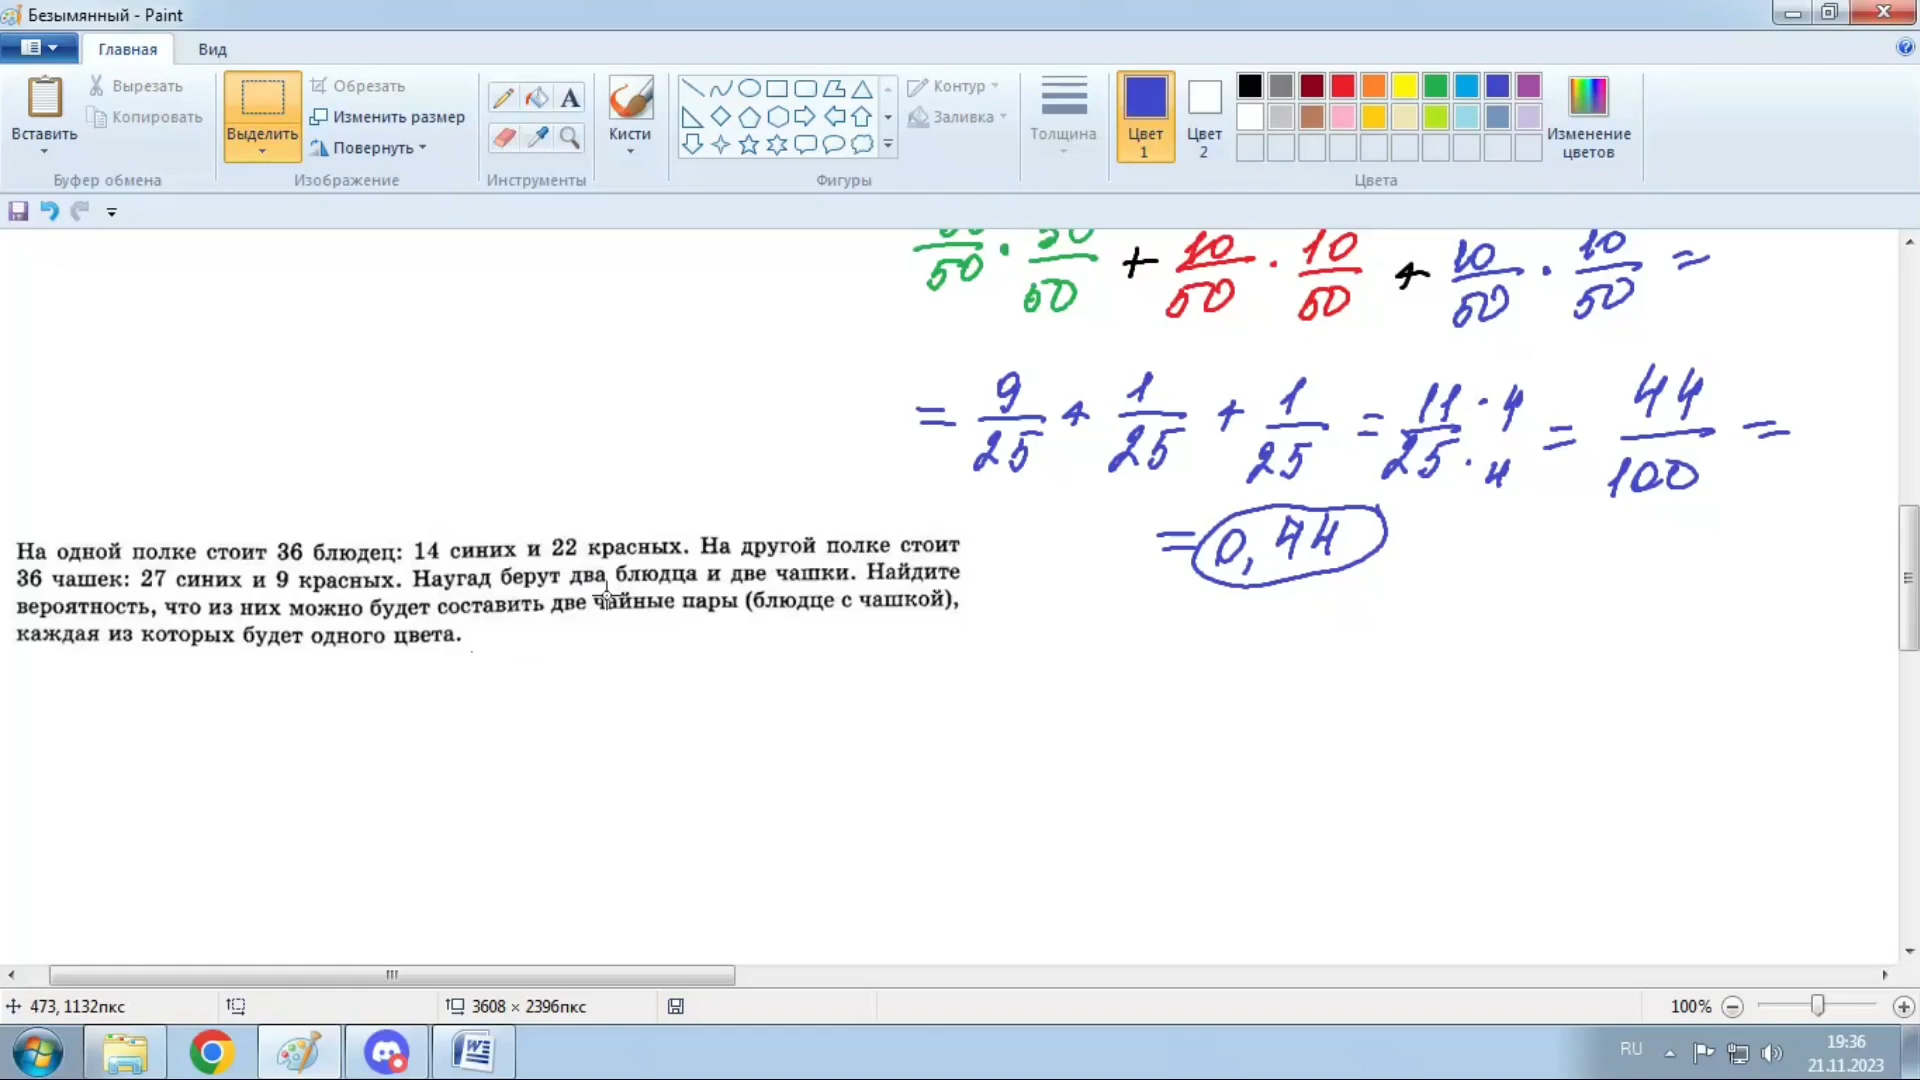 Безымянный - Paint
Главная
Вид
Вставить
Вырезать
Копировать
Буфер обмена
Выделить
Обрезать
Изменить размер
Повернуть
Изображение
A
Инструменты
Кисти
Фигуры
Контур
Заливка
Толщина
Цвет 1
Цвет 2
Изменение цветов
Цвета
50 · 50 + 10/50 · 10/50 + 10/50 · 10/50 =
= 9/25 + 1/25 + 1/25 = 11 · 4/25 · 4 = 44/100 =
= 0,44
На одной полке стоит 36 блюдец: 14 синих и 22 красных. На другой полке стоит
36 чашек: 27 синих и 9 красных. Наугад берут два блюдца и две чашки. Найдите
вероятность, что из них можно будет составить две чайные пары (блюдце с чашкой),
каждая из которых будет одного цвета.
473, 1132пкс
3608 × 2396пкс
100%
RU
19:36
21.11.2023